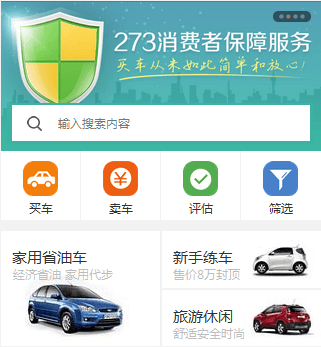 273消费者保障服务
买车从来如此简单和放心!
输入搜索内容
买车
卖车
评估
筛选
家用省油车
经济省油 家用代步
新手练车
售价8万封顶
旅游休闲
舒适安全时尚